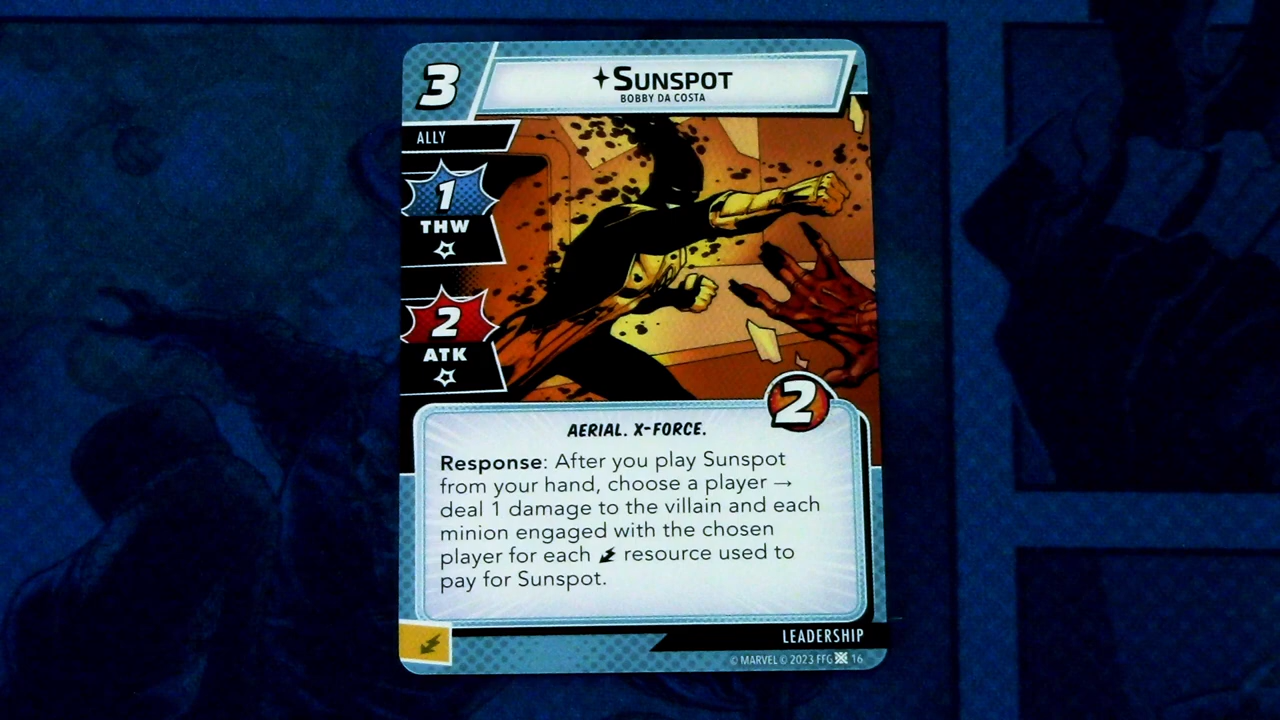 3
SUNSPOT
BOBBY DA COSTA
ALLY
1
THW
2
ATK
2
AERIAL. X-FORCE.
Response: After you play Sunspot
from your hand, choose a player →
deal 1 damage to the villain and each
minion engaged with the chosen
player for each resource used to
pay for Sunspot.
LEADERSHIP
© MARVEL © 2023 FFG 16